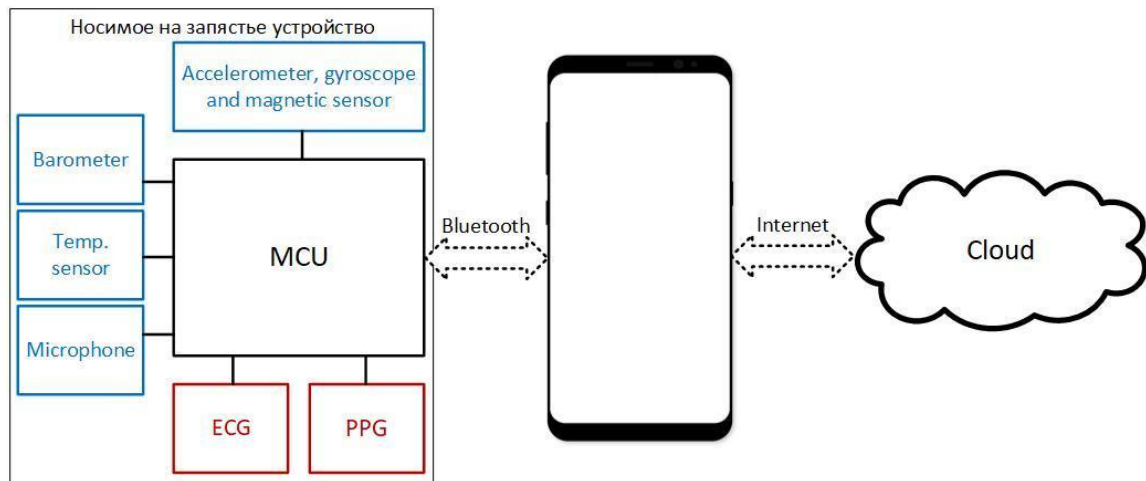 Носимое на запястье устройство
Accelerometer, gyroscope
and magnetic sensor
Barometer
Temp.
sensor
Microphone
MCU
ECG
PPG
Bluetooth
Internet
Cloud